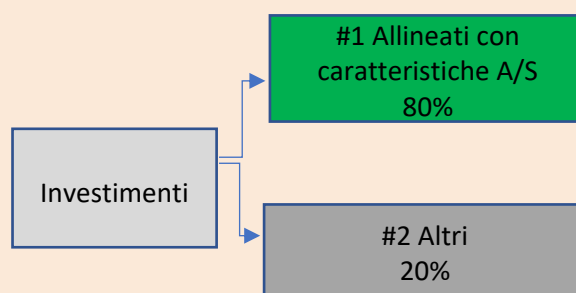 #1 Allineati con
caratteristiche A/S
80%
Investimenti
#2 Altri
20%